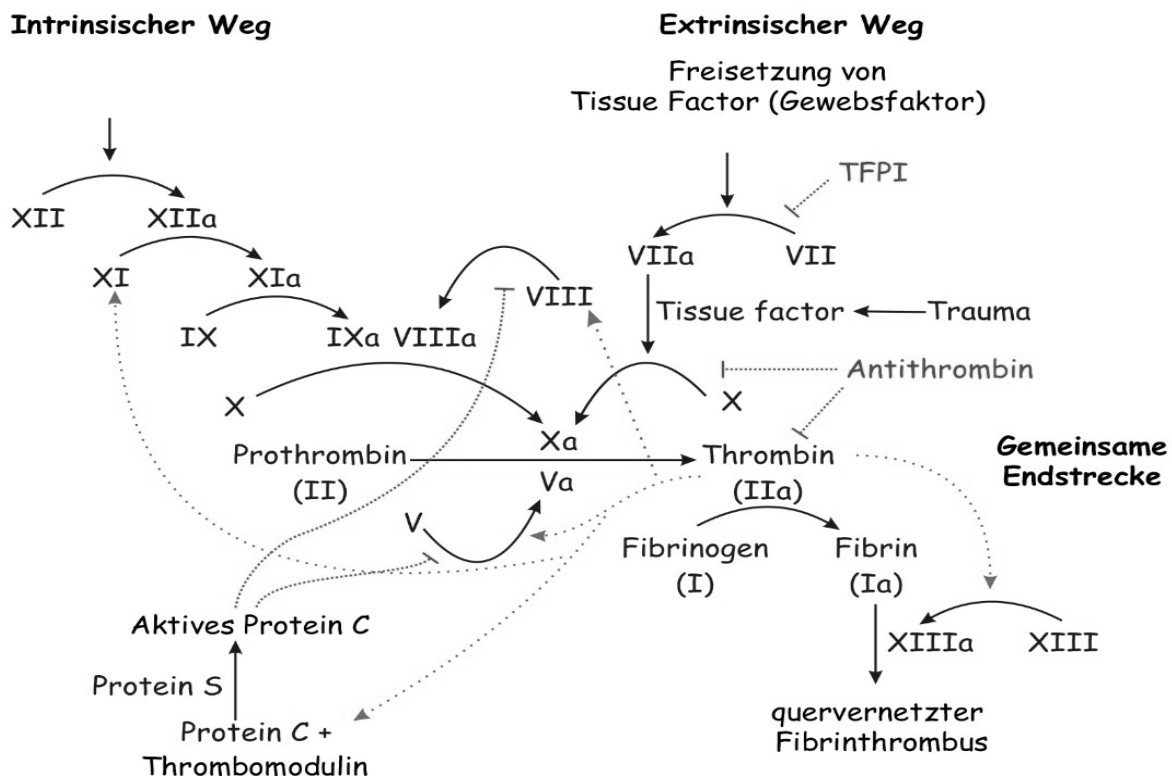 Intrinsischer Weg
Extrinsischer Weg
Freisetzung von
Tissue Factor (Gewebsfaktor)
TFPI
XII
XIIa
VIIa
VII
XI
XIa
VIII
Tissue factor
Trauma
IX
IXa
VIIIa
Antithrombin
X
X
Xa
Prothrombin
(II)
Va
Thrombin
(IIa)
Gemeinsame
Endstrecke
V
Fibrinogen
(I)
Fibrin
(Ia)
Aktives Protein C
XIIIa
XIII
Protein S
Protein C +
Thrombomodulin
quervernetzter
Fibrinthrombus